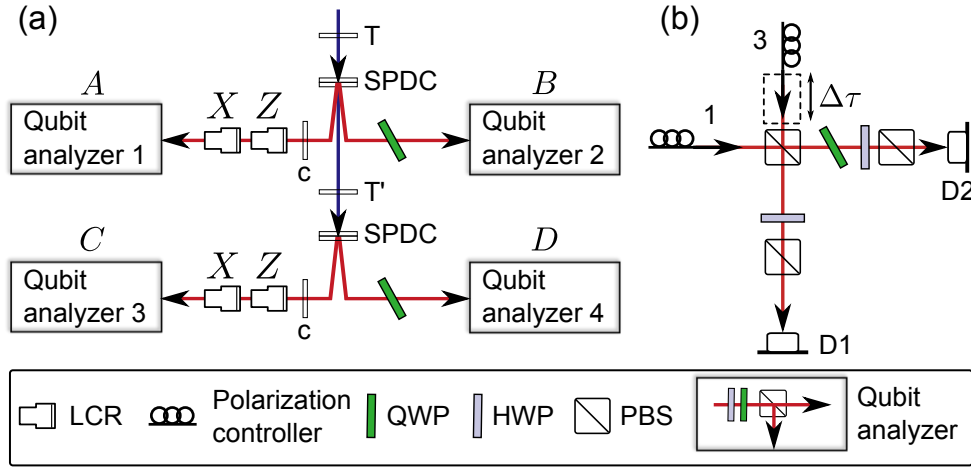 (a)
T
SPDC
A
B
X Z
Qubit
analyzer 1
c
Qubit
analyzer 2
T'
SPDC
C
D
X Z
Qubit
analyzer 3
c
Qubit
analyzer 4
(b)
3
Δτ
1
D2
D1
LCR
Polarization
controller
QWP
HWP
PBS
Qubit
analyzer